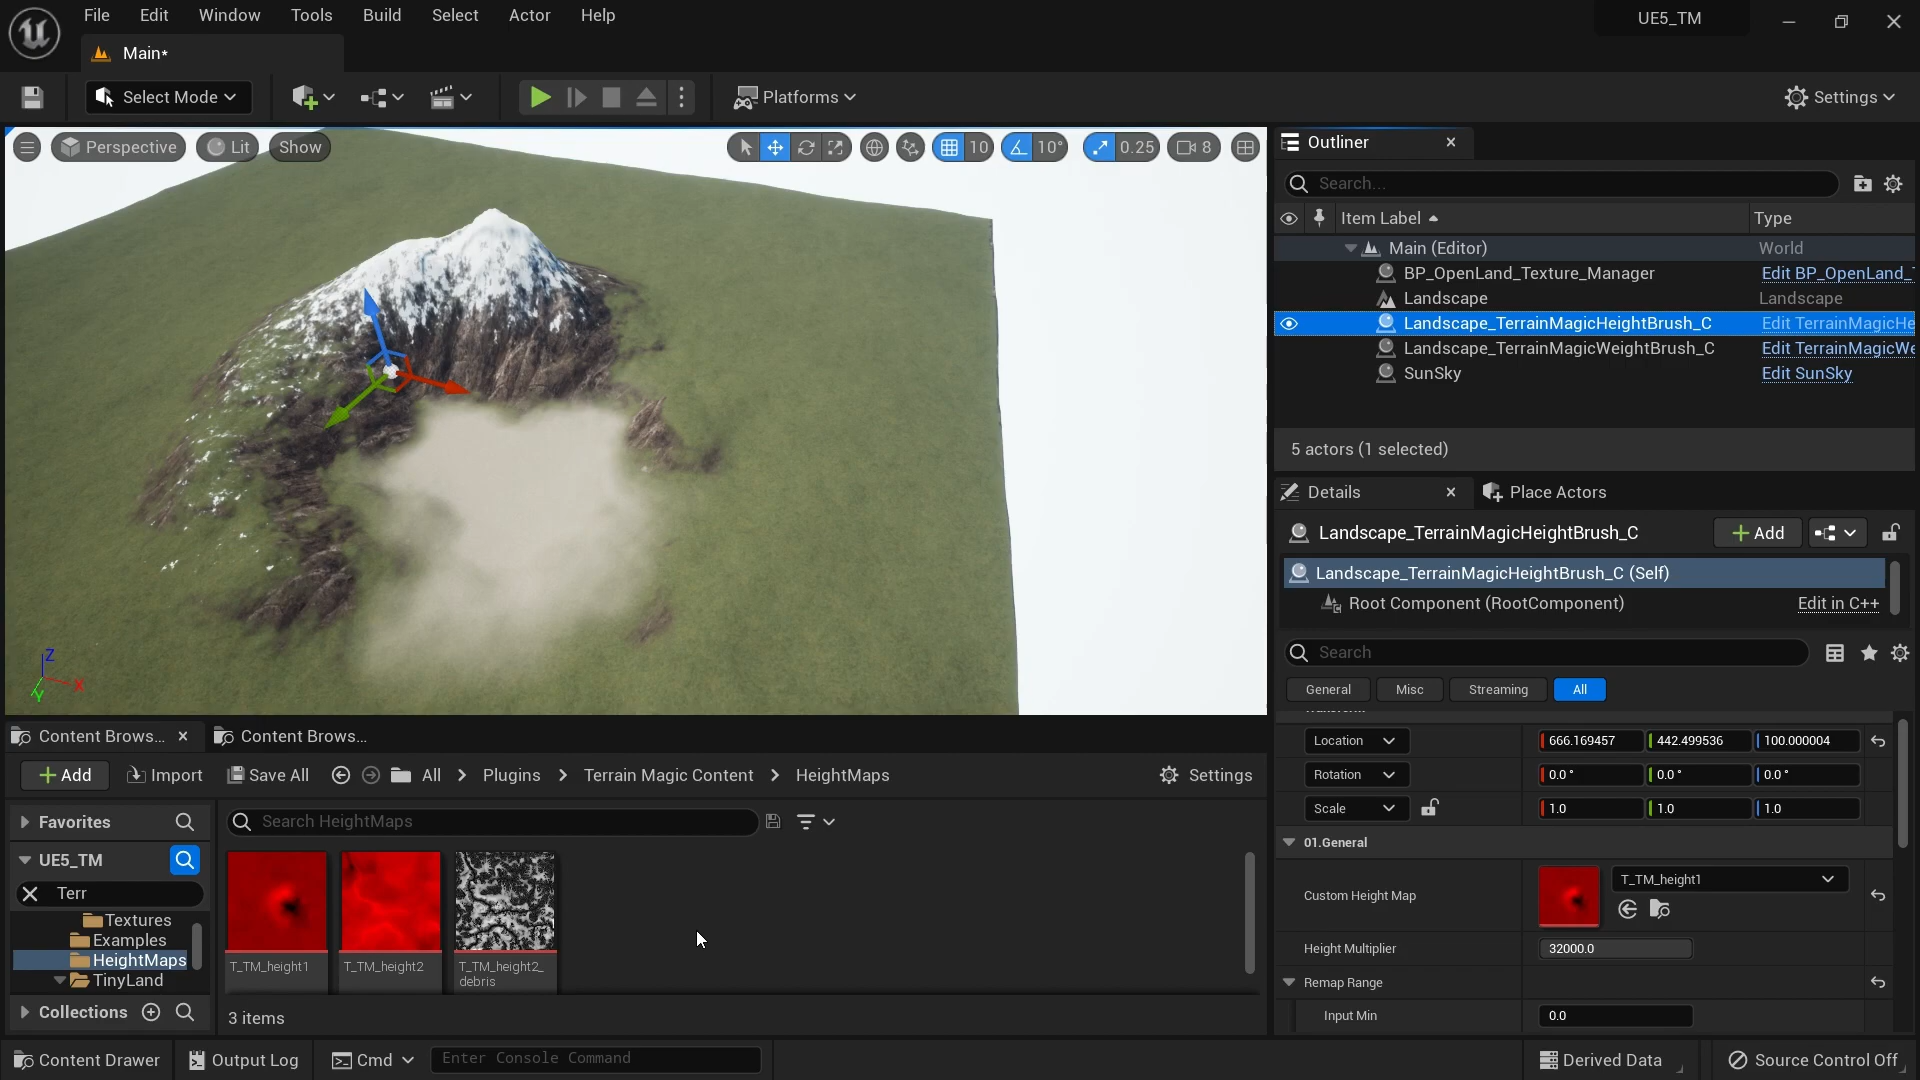 File Edit Window Tools Build Select Actor Help
UE5_TM
Main*
Select Mode
Platforms
Settings
Perspective
Lit
Show
10
10°
0.25
8
Outliner
Search...
Item Label
Type
Main (Editor)
World
BP_OpenLand_Texture_Manager
Edit BP_OpenLand_
Landscape
Landscape
Landscape_TerrainMagicHeightBrush_C
Edit TerrainMagicHe
Landscape_TerrainMagicWeightBrush_C
Edit TerrainMagicWe
SunSky
Edit SunSky
5 actors (1 selected)
Details
Place Actors
Landscape_TerrainMagicHeightBrush_C
Add
Landscape_TerrainMagicHeightBrush_C (Self)
Root Component (RootComponent)
Edit in C++
Search
General
Misc
Streaming
All
Location
666.169457
442.499536
100.000004
Rotation
0.0 °
0.0 °
0.0 °
Scale
1.0
1.0
1.0
01.General
Custom Height Map
T_TM_height1
Height Multiplier
32000.0
Remap Range
Input Min
0.0
Z
X
Y
Content Brows...
Content Brows...
Add
Import
Save All
All
Plugins
Terrain Magic Content
HeightMaps
Settings
Favorites
Search HeightMaps
UE5_TM
Terr
Textures
Examples
HeightMaps
TinyLand
Collections
T_TM_height1
T_TM_height2
T_TM_height2_
debris
3 items
Content Drawer
Output Log
Cmd
Enter Console Command
Derived Data
Source Control Off